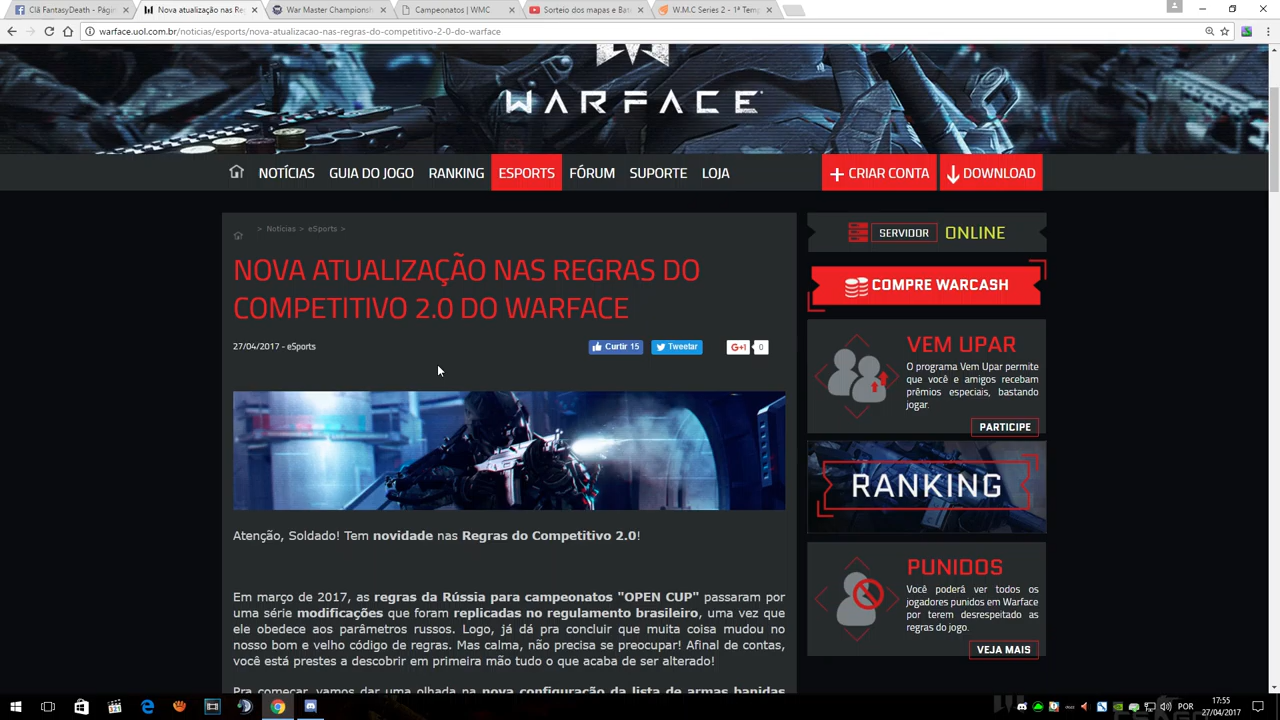 Clã FantasyDeath - Págin
Nova atualização nas Re
War Master Championsh
Campeonatos | WMC
Sorteio dos mapas e Ba
W.M.C Series 2 - 1ª Temp
warface.uol.com.br/noticias/esports/nova-atualizacao-nas-regras-do-competitivo-2-0-do-warface
WARFACE
NOTÍCIAS GUIA DO JOGO RANKING ESPORTS FÓRUM SUPORTE LOJA
+ CRIAR CONTA
DOWNLOAD
> Notícias > eSports >
NOVA ATUALIZAÇÃO NAS REGRAS DO
COMPETITIVO 2.0 DO WARFACE
27/04/2017 - eSports
Curtir 15
Tweetar
G+1 0
Atenção, Soldado! Tem novidade nas Regras do Competitivo 2.0!
Em março de 2017, as regras da Rússia para campeonatos "OPEN CUP" passaram por
uma série modificações que foram replicadas no regulamento brasileiro, uma vez que
ele obedece aos parâmetros russos. Logo, já dá pra concluir que muita coisa mudou no
nosso bom e velho código de regras. Mas calma, não precisa se preocupar! Afinal de contas,
você está prestes a descobrir em primeira mão tudo o que acaba de ser alterado!
Pra começar, vamos dar uma olhada na nova configuração da lista de armas banidas
SERVIDOR ONLINE
COMPRE WARCASH
VEM UPAR
O programa Vem Upar permite
que você e amigos recebam
prêmios especiais, bastando
jogar.
PARTICIPE
RANKING
PUNIDOS
Você poderá ver todos os
jogadores punidos em Warface
por terem desrespeitado as
regras do jogo.
VEJA MAIS
POR
17:55
27/04/2017